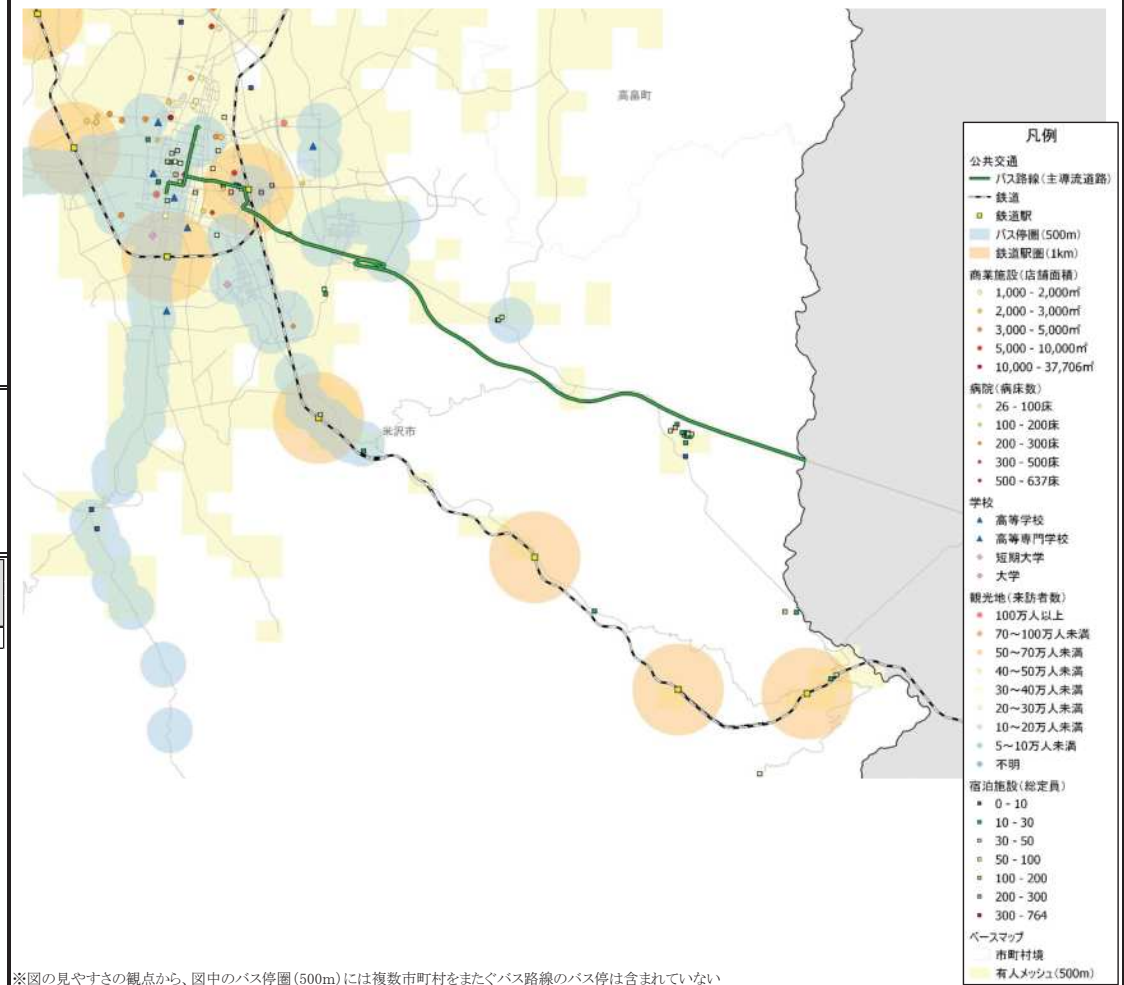 高畠町
米沢市
凡例
公共交通
バス路線(主導流道路)
鉄道
鉄道駅
バス停圏(500m)
鉄道駅圏(1km)
商業施設(店舗面積)
1,000 - 2,000㎡
2,000 - 3,000㎡
3,000 - 5,000㎡
5,000 - 10,000㎡
10,000 - 37,706㎡
病院(病床数)
26 - 100床
100 - 200床
200 - 300床
300 - 500床
500 - 637床
学校
高等学校
高等専門学校
短期大学
大学
観光地(来訪者数)
100万人以上
70～100万人未満
50～70万人未満
40～50万人未満
30～40万人未満
20～30万人未満
10～20万人未満
5～10万人未満
不明
宿泊施設(総定員)
0 - 10
10 - 30
30 - 50
50 - 100
100 - 200
200 - 300
300 - 764
ベースマップ
市町村境
有人メッシュ(500m)
※図の見やすさの観点から、図中のバス停圏(500m)には複数市町村をまたぐバス路線のバス停は含まれていない